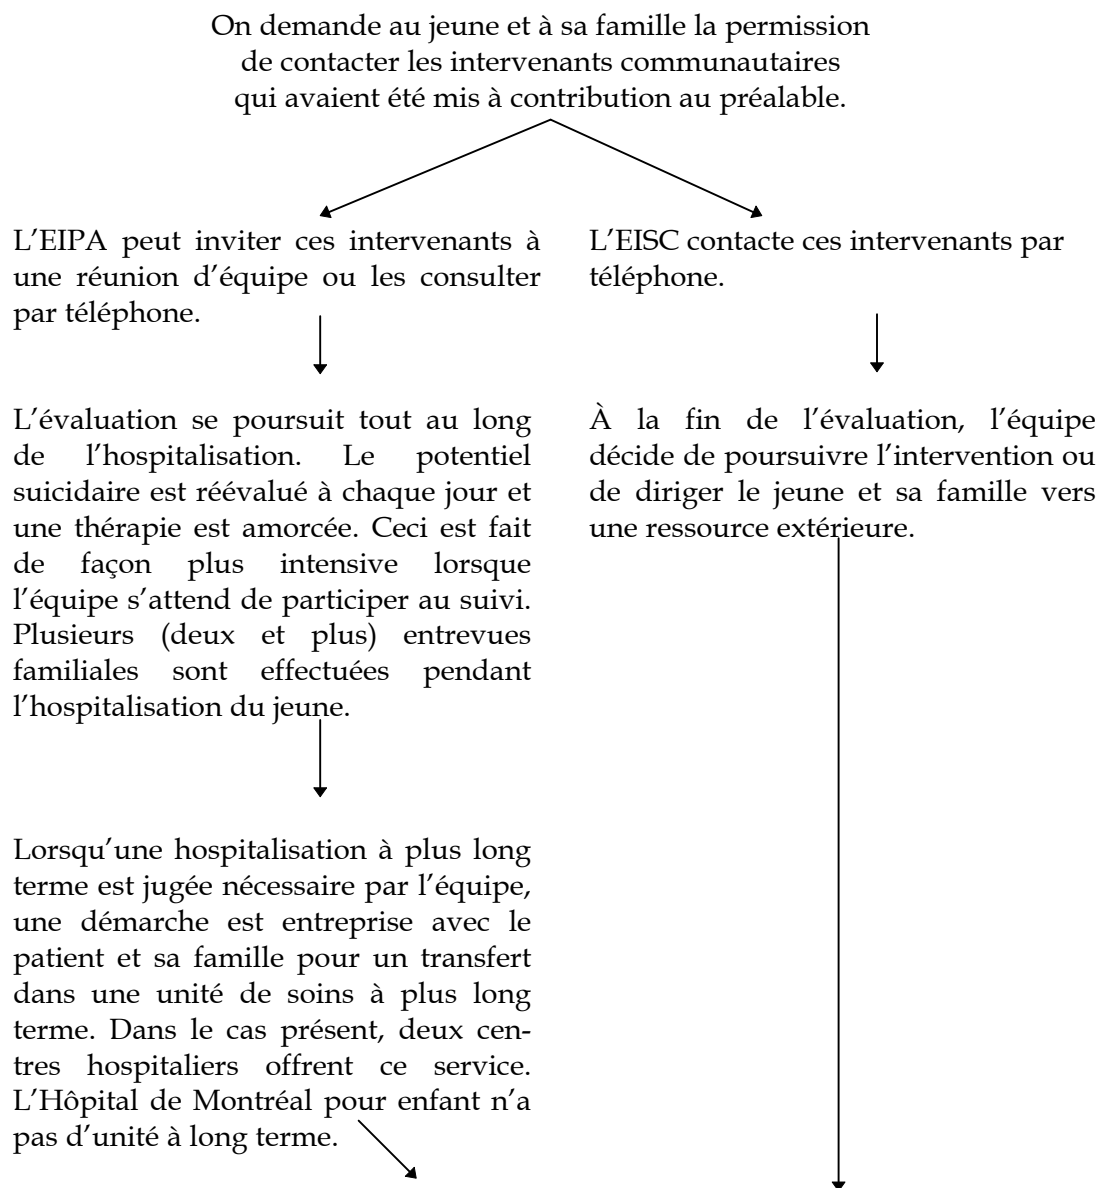 On demande au jeune et à sa famille la permission
de contacter les intervenants communautaires
qui avaient été mis à contribution au préalable.
L’EIPA peut inviter ces intervenants à
une réunion d’équipe ou les consulter
par téléphone.
L’EISC contacte ces intervenants par
téléphone.
L’évaluation se poursuit tout au long
de l’hospitalisation. Le potentiel
suicidaire est réévalué à chaque jour et
une thérapie est amorcée. Ceci est fait
de façon plus intensive lorsque
l’équipe s’attend de participer au suivi.
Plusieurs (deux et plus) entrevues
familiales sont effectuées pendant
l’hospitalisation du jeune.
À la fin de l’évaluation, l’équipe
décide de poursuivre l’intervention ou
de diriger le jeune et sa famille vers
une ressource extérieure.
Lorsqu’une hospitalisation à plus long
terme est jugée nécessaire par l’équipe,
une démarche est entreprise avec le
patient et sa famille pour un transfert
dans une unité de soins à plus long
terme. Dans le cas présent, deux cen-
tres hospitaliers offrent ce service.
L’Hôpital de Montréal pour enfant n’a
pas d’unité à long terme.